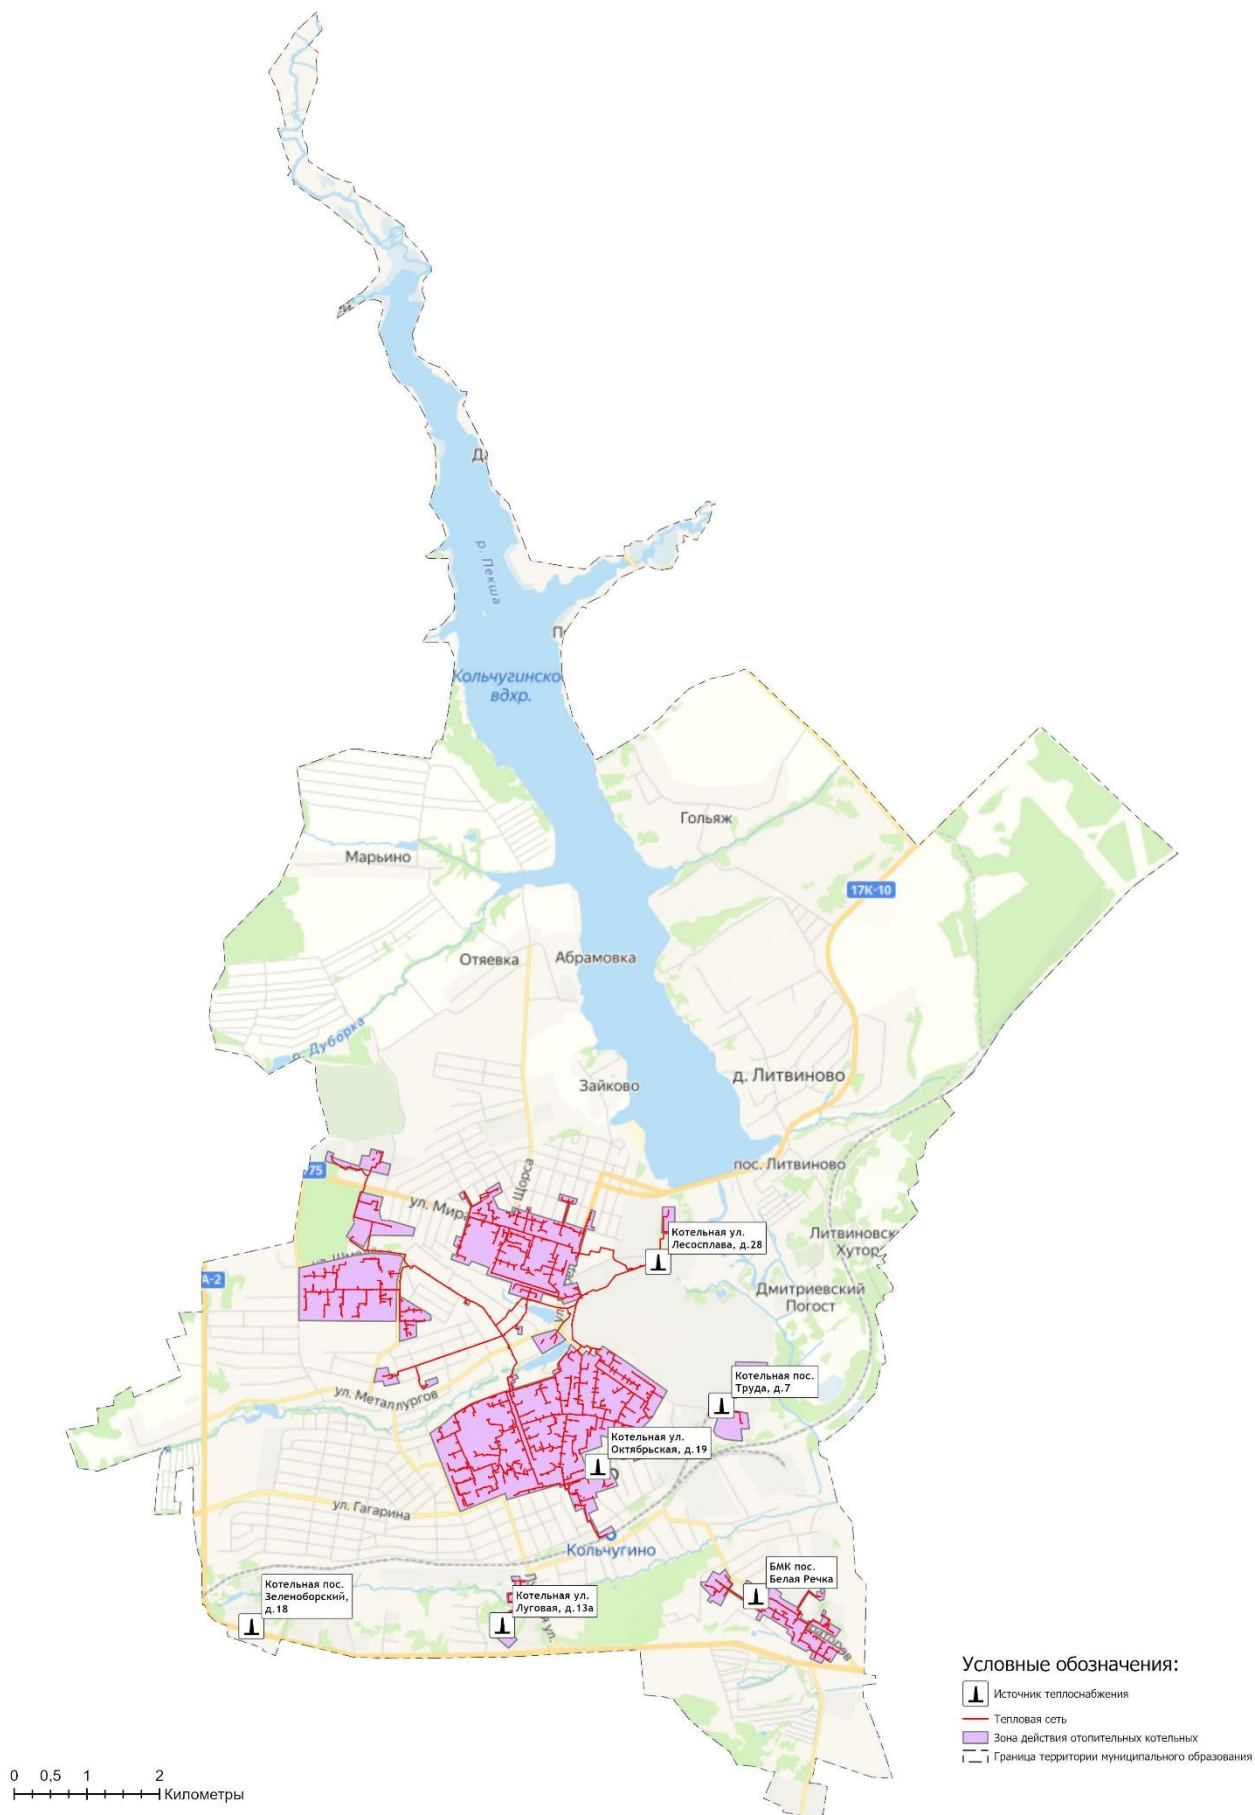 Д
р. Пекша
П
Кольчугинско
вдхр.
Гольяж
Марьино
17К-10
Отяевка
Абрамовка
р. Дуборка
Зайково
д. Литвиново
пос. Литвиново
75
ул. Мира
Щорса
Котельная ул.
Лесосплава, д.28
Литвиновск
Хутор
А-2
Дмитриевский
Погост
Котельная пос.
Труда, д.7
ул. Металлургов
Котельная ул.
Октябрьская, д.19
ул. Гагарина
Кольчугино
БМК пос.
Белая Речка
Котельная пос.
Зеленоборский,
д.18
Котельная ул.
Луговая, д.13а
ул.
Условные обозначения:
Источник теплоснабжения
Тепловая сеть
Зона действия отопительных котельных
Граница территории муниципального образования
0 0,5 1 2
Километры